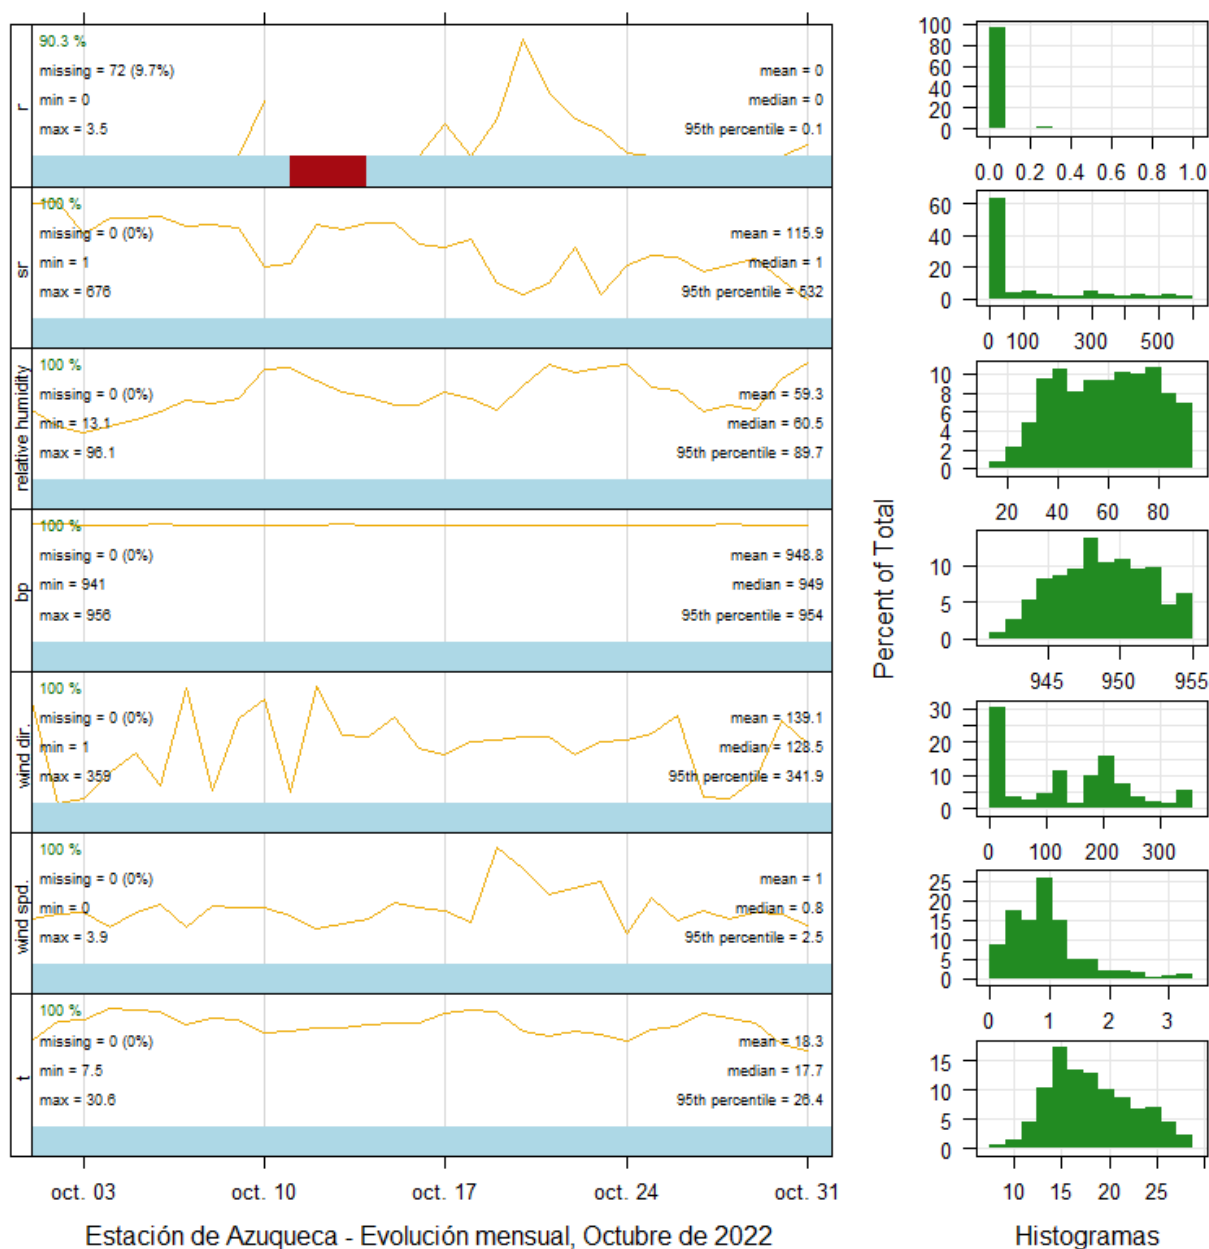 r
90.3 %
missing = 72 (9.7%)
min = 0
max = 3.5
mean = 0
median = 0
95th percentile = 0.1
sr
100 %
missing = 0 (0%)
min = 1
max = 676
mean = 115.9
median = 1
95th percentile = 532
relative humidity
100 %
missing = 0 (0%)
min = 13.1
max = 96.1
mean = 59.3
median = 60.5
95th percentile = 89.7
bp
100 %
missing = 0 (0%)
min = 941
max = 956
mean = 948.8
median = 949
95th percentile = 954
wind dir.
100 %
missing = 0 (0%)
min = 1
max = 359
mean = 139.1
median = 128.5
95th percentile = 341.9
wind spd.
100 %
missing = 0 (0%)
min = 0
max = 3.9
mean = 1
median = 0.8
95th percentile = 2.5
t
100 %
missing = 0 (0%)
min = 7.5
max = 30.6
mean = 18.3
median = 17.7
95th percentile = 26.4
oct. 03 oct. 10 oct. 17 oct. 24 oct. 31
Estación de Azuqueca - Evolución mensual, Octubre de 2022
Percent of Total
100
80
60
40
20
0
0.0 0.2 0.4 0.6 0.8 1.0
60
40
20
0
0 100 300 500
10
8
6
4
2
0
20 40 60 80
10
5
0
945 950 955
30
20
10
0
0 100 200 300
25
20
15
10
5
0
0 1 2 3
15
10
5
0
10 15 20 25
Histogramas